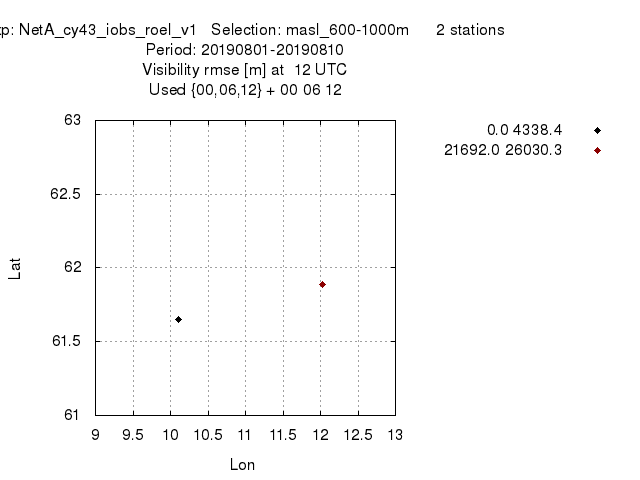 xp: NetA_cy43_iobs_roel_v1 Selection: masl_600-1000m 2 stations
Period: 20190801-20190810
Visibility rmse [m] at 12 UTC
Used {00,06,12} + 00 06 12
0.0 4338.4
21692.0 26030.3
63
62.5
62
61.5
61
Lat
9 9.5 10 10.5 11 11.5 12 12.5 13
Lon